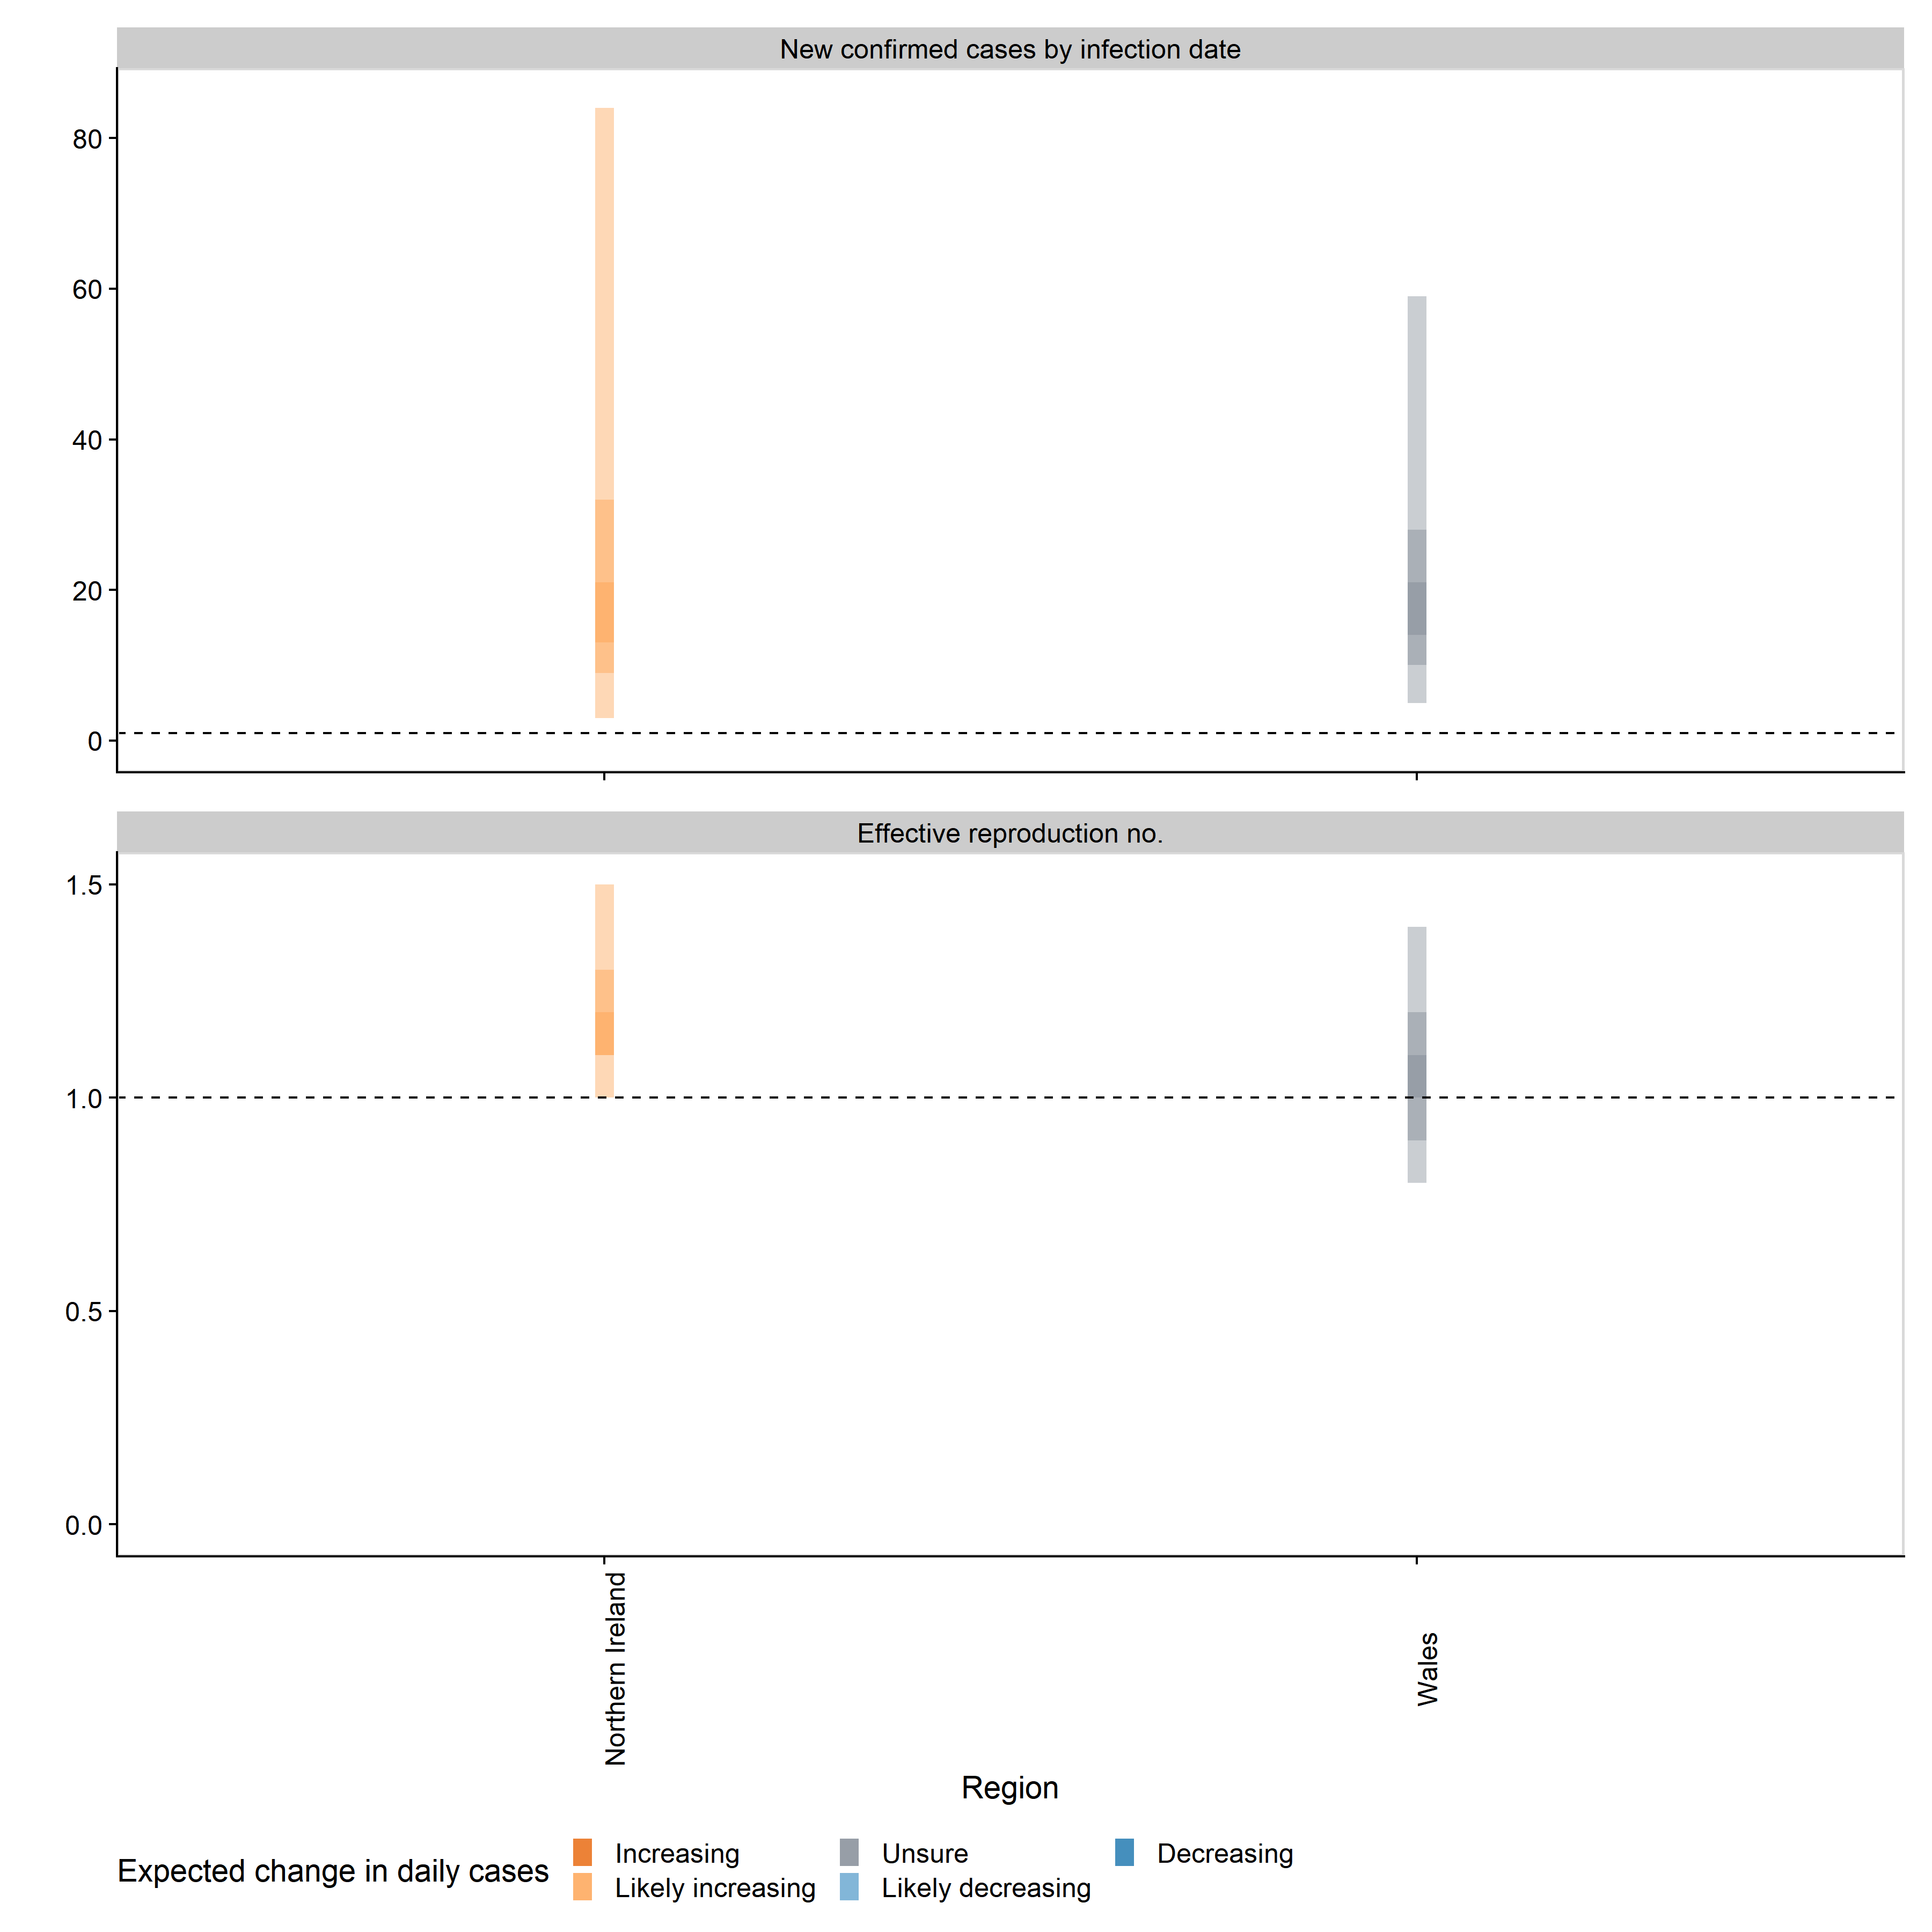 New confirmed cases by infection date
80
60
40
20
0
Effective reproduction no.
1.5
1.0
0.5
0.0
Northern Ireland
Wales
Region
Expected change in daily cases
Increasing
Unsure
Decreasing
Likely increasing
Likely decreasing